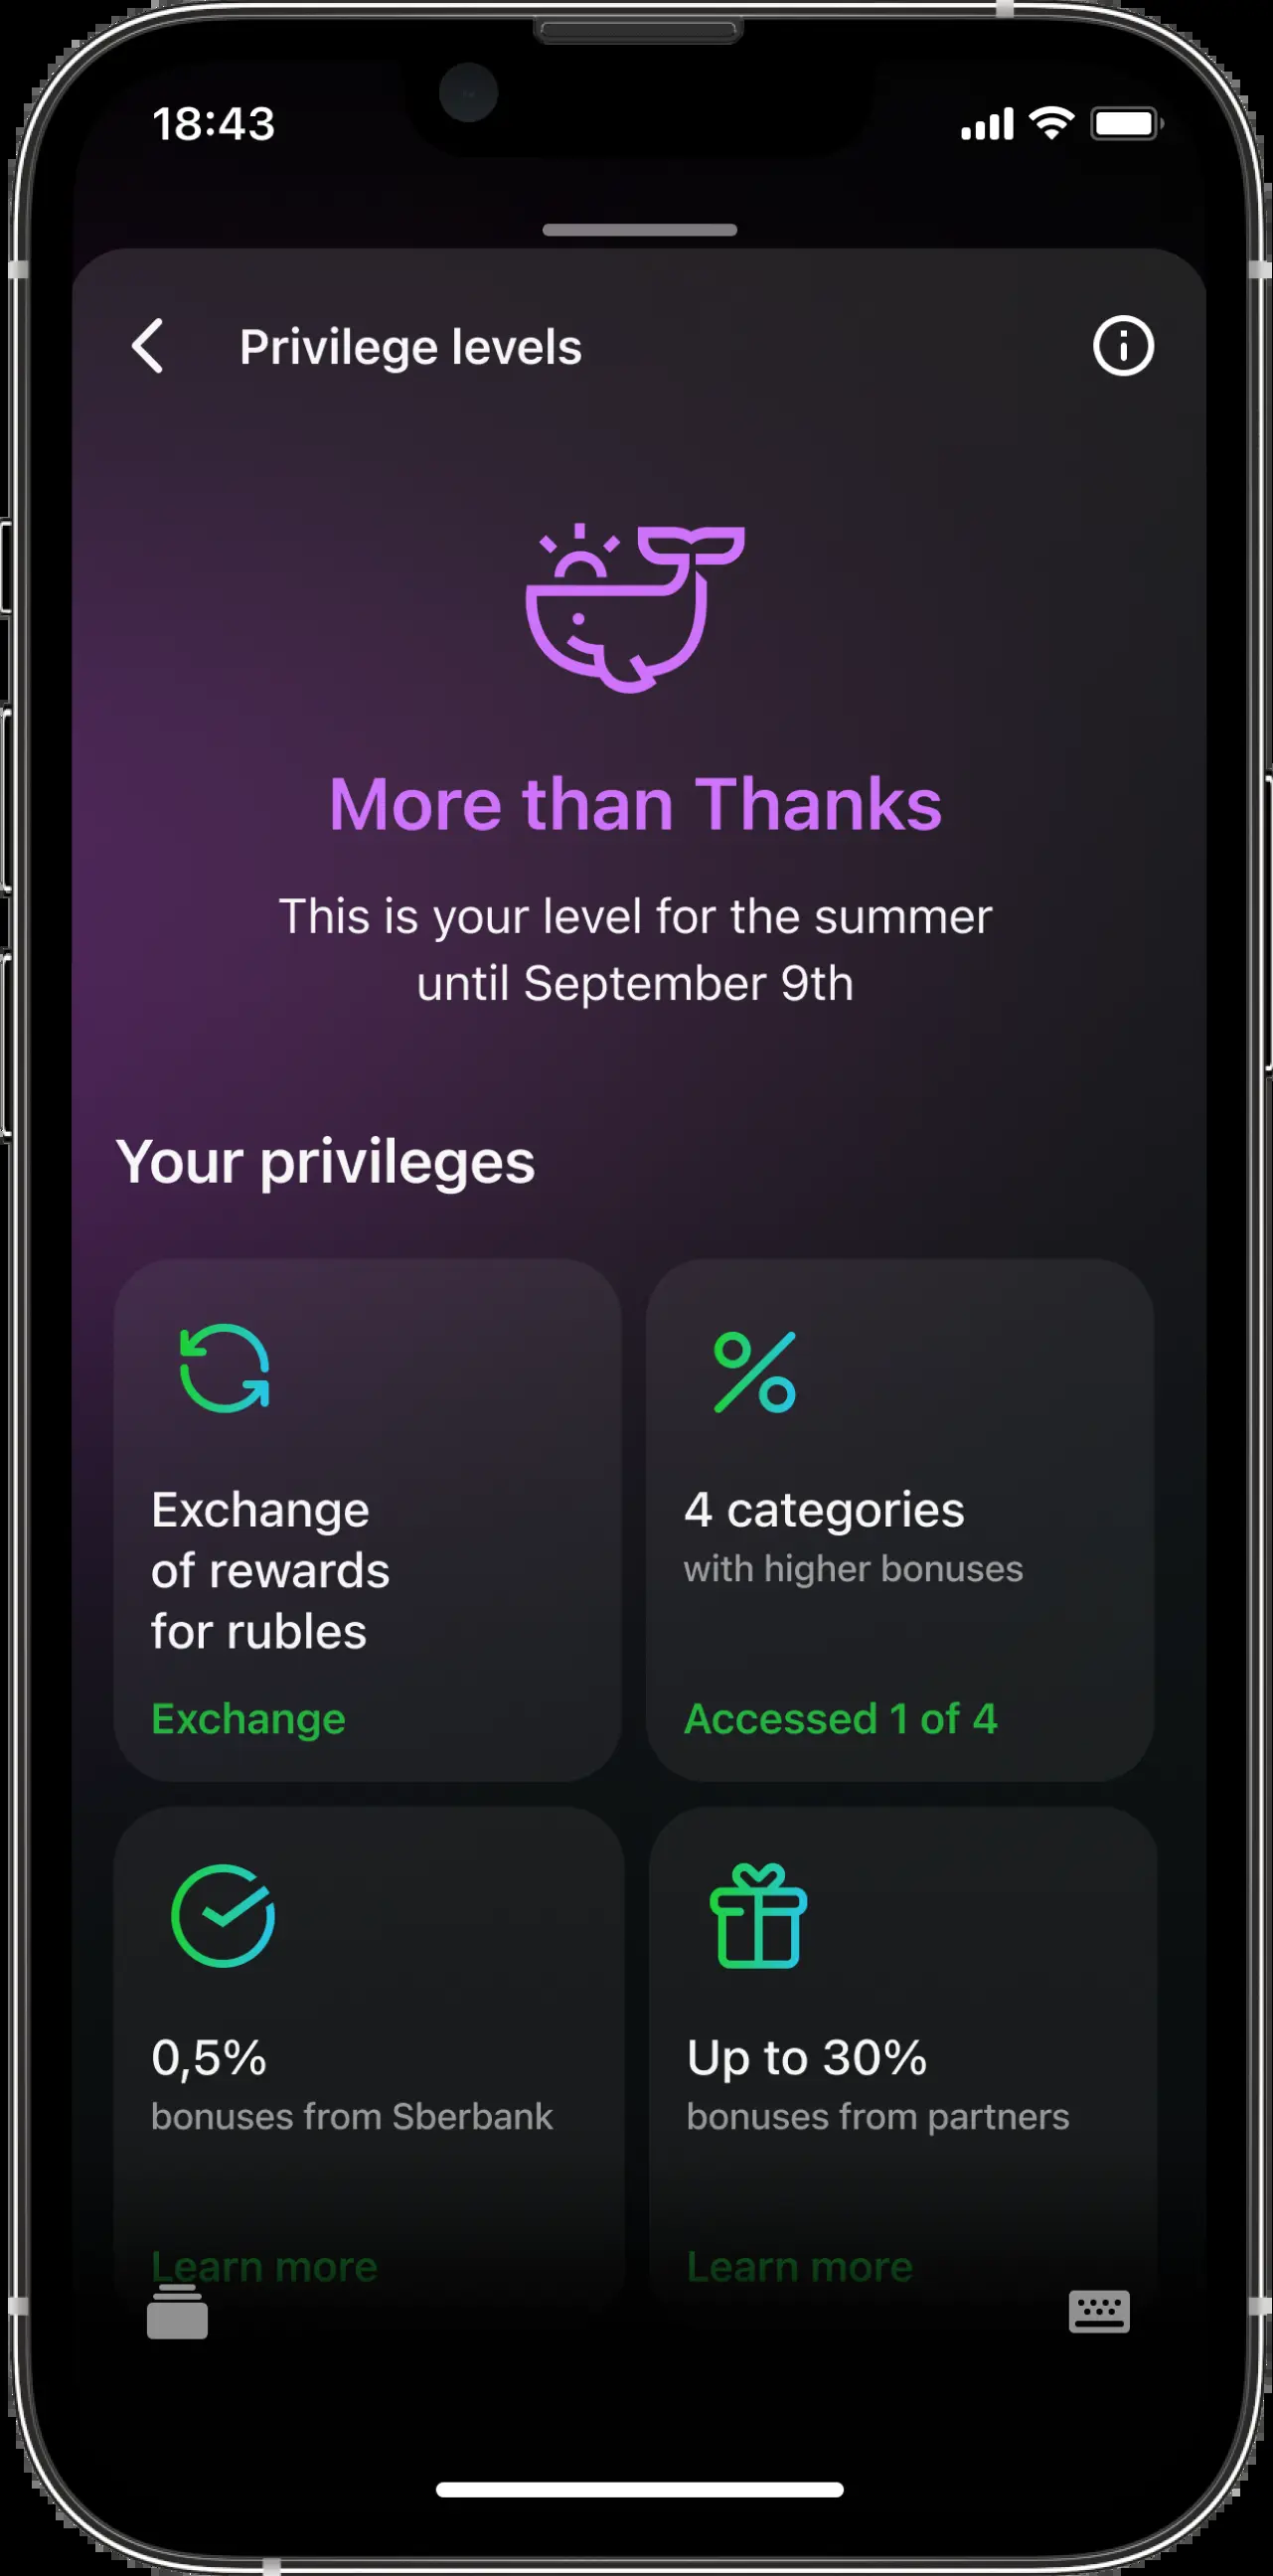 18:43
Privilege levels
More than Thanks
This is your level for the summer
until September 9th
Your privileges
Exchange
of rewards
for rubles
Exchange
4 categories
with higher bonuses
Accessed 1 of 4
0,5%
bonuses from Sberbank
Learn more
Up to 30%
bonuses from partners
Learn more